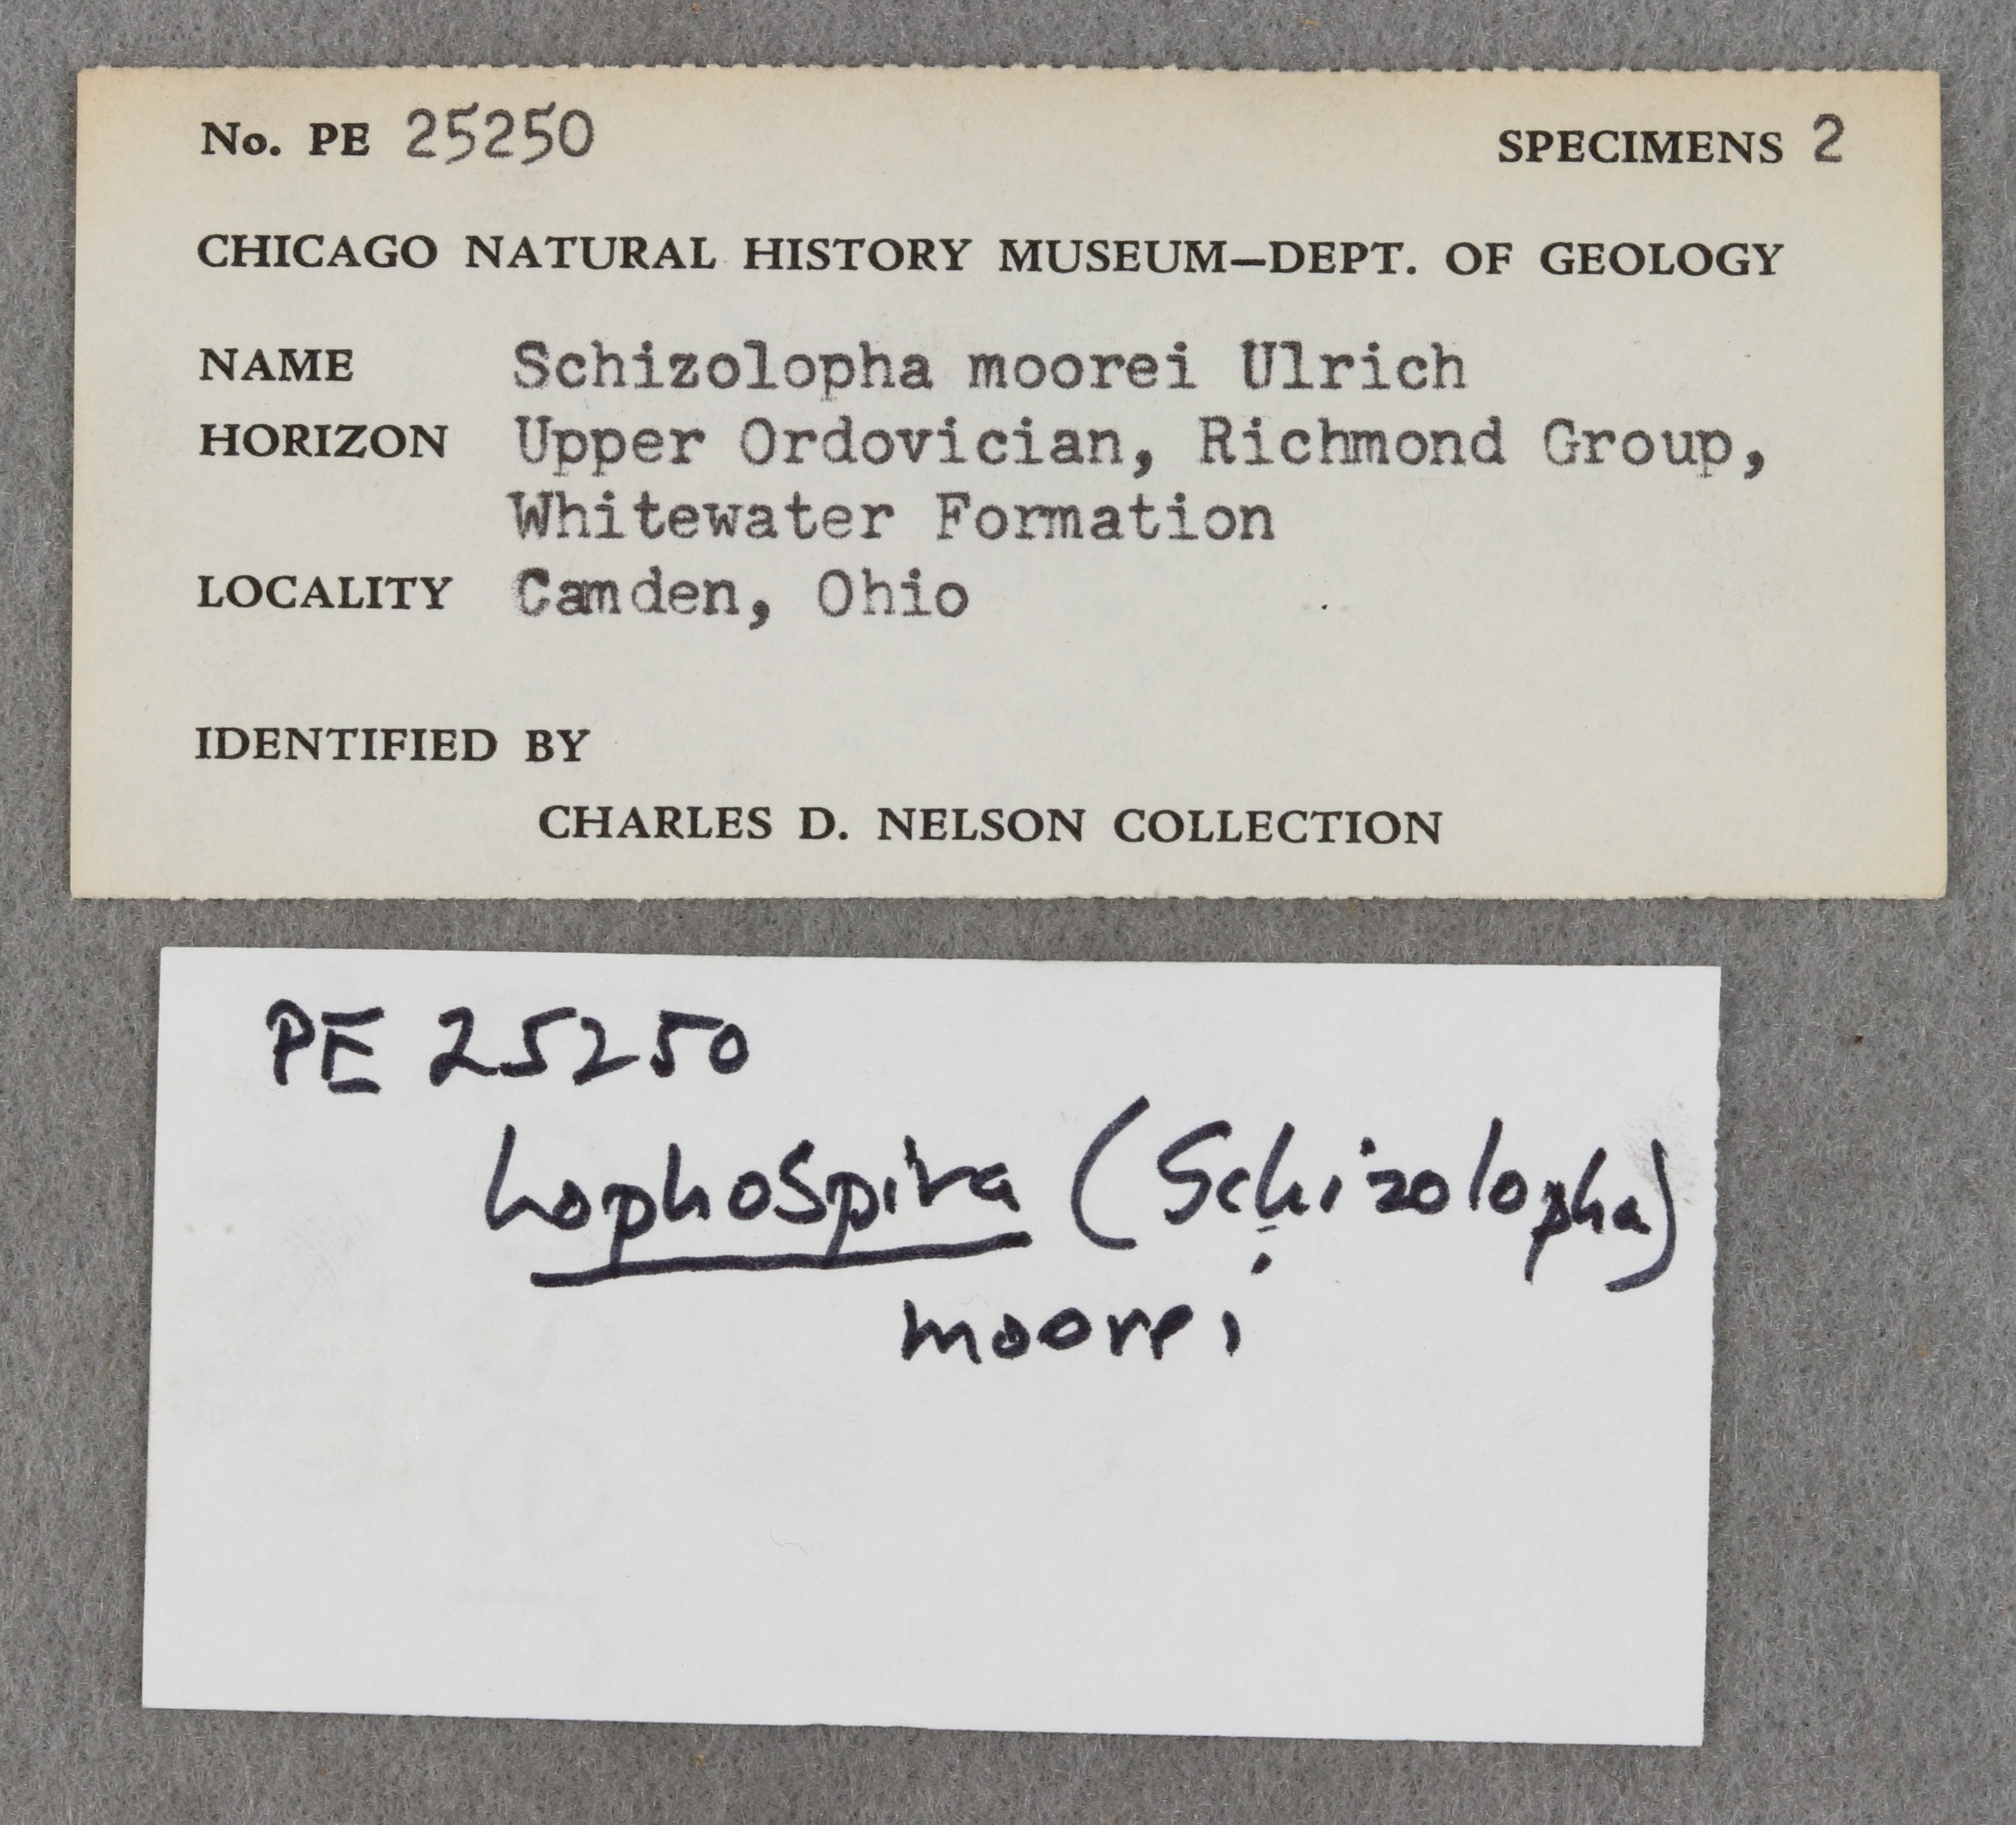 No. PE 25250 SPECIMENS 2
CHICAGO NATURAL HISTORY MUSEUM—DEPT. OF GEOLOGY
NAME Schizolopha moorei Ulrich
HORIZON Upper Ordovician, Richmond Group,
Whitewater Formation
LOCALITY Camden, Ohio
IDENTIFIED BY
CHARLES D. NELSON COLLECTION
PE 25250
Lophospira (Schizolopha)
moorei